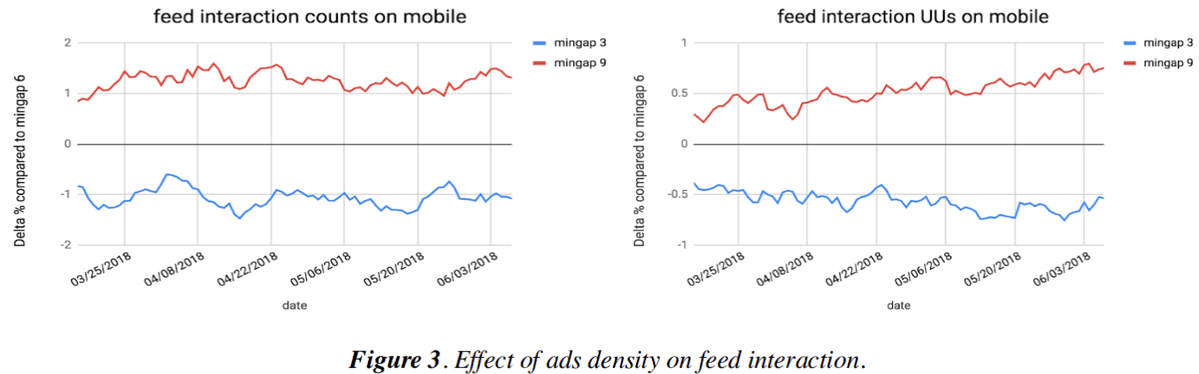 feed interaction counts on mobile
2
1
0
-1
-2
Delta % compared to mingap 6
03/25/2018
04/08/2018
04/22/2018
05/06/2018
05/20/2018
06/03/2018
date
mingap 3
mingap 9
feed interaction UUs on mobile
1
0.5
0
-0.5
-1
Delta % compared to mingap 6
03/25/2018
04/08/2018
04/22/2018
05/06/2018
05/20/2018
06/03/2018
date
mingap 3
mingap 9
Figure 3. Effect of ads density on feed interaction.